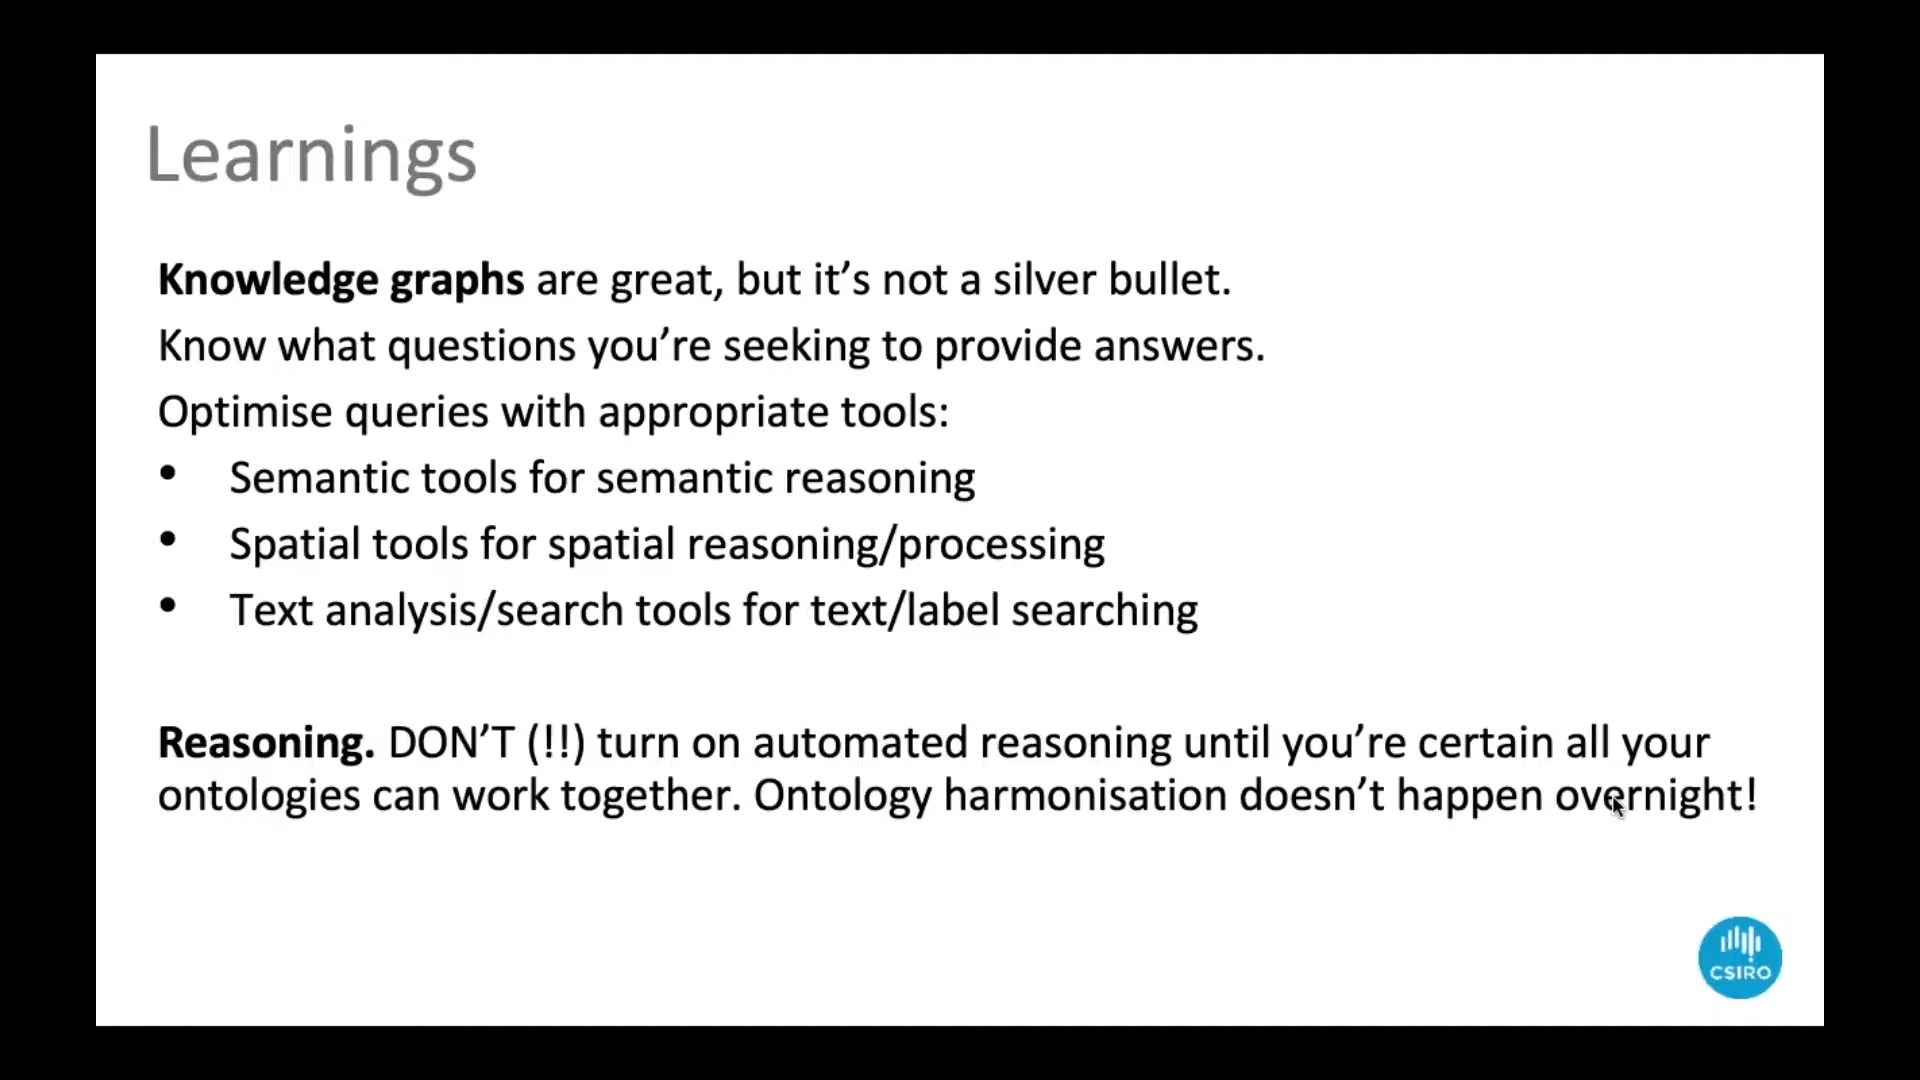 Learnings
Knowledge graphs are great, but it’s not a silver bullet.
Know what questions you’re seeking to provide answers.
Optimise queries with appropriate tools:
• Semantic tools for semantic reasoning
• Spatial tools for spatial reasoning/processing
• Text analysis/search tools for text/label searching
Reasoning. DON’T (!!) turn on automated reasoning until you’re certain all your
ontologies can work together. Ontology harmonisation doesn’t happen overnight!
CSIRO